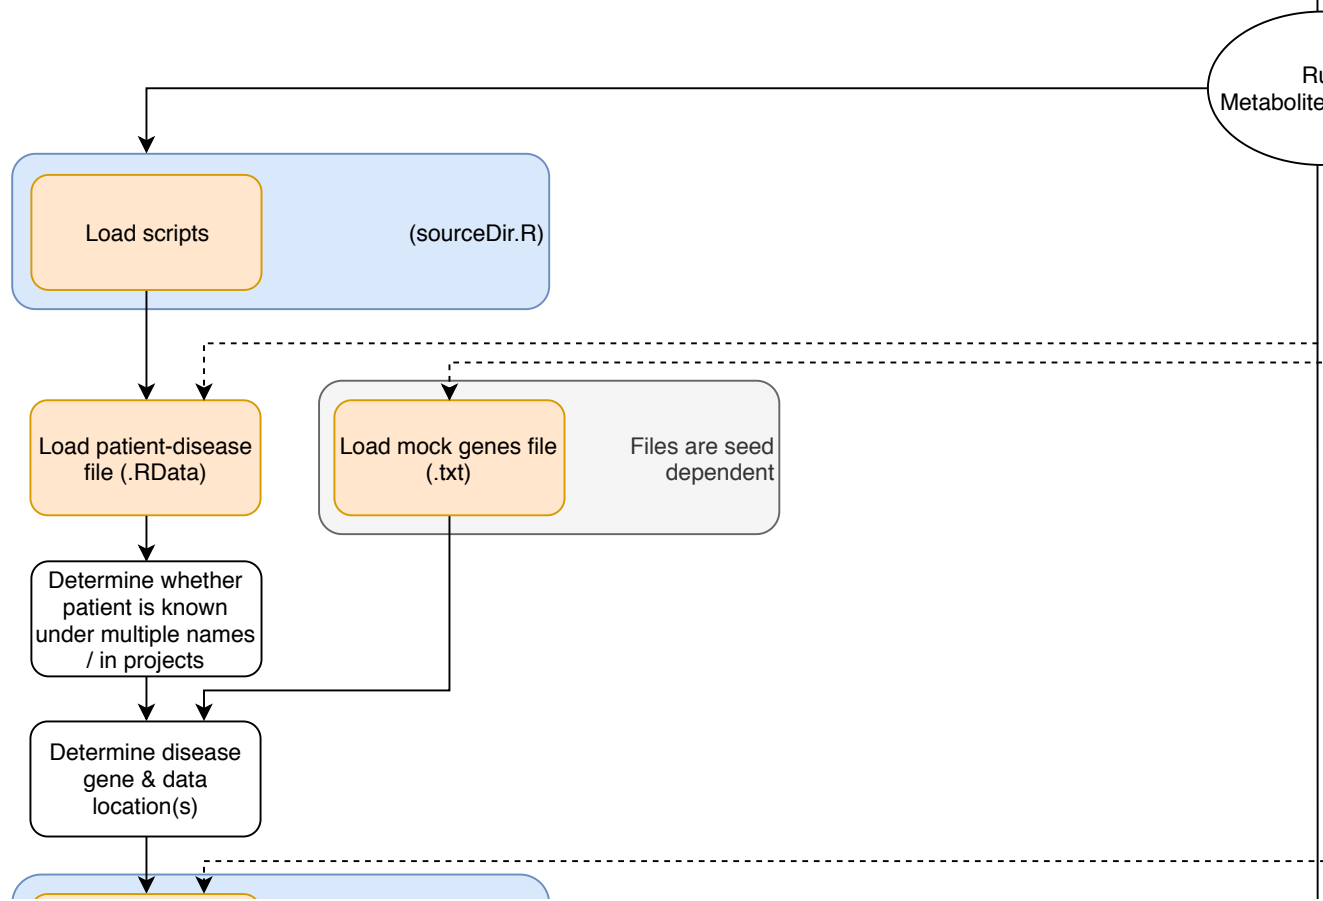 Metabolite
Load scripts
(sourceDir.R)
Load patient-disease
file (.RData)
Load mock genes file
(.txt)
Files are seed
dependent
Determine whether
patient is known
under multiple names
/ in projects
Determine disease
gene & data
location(s)